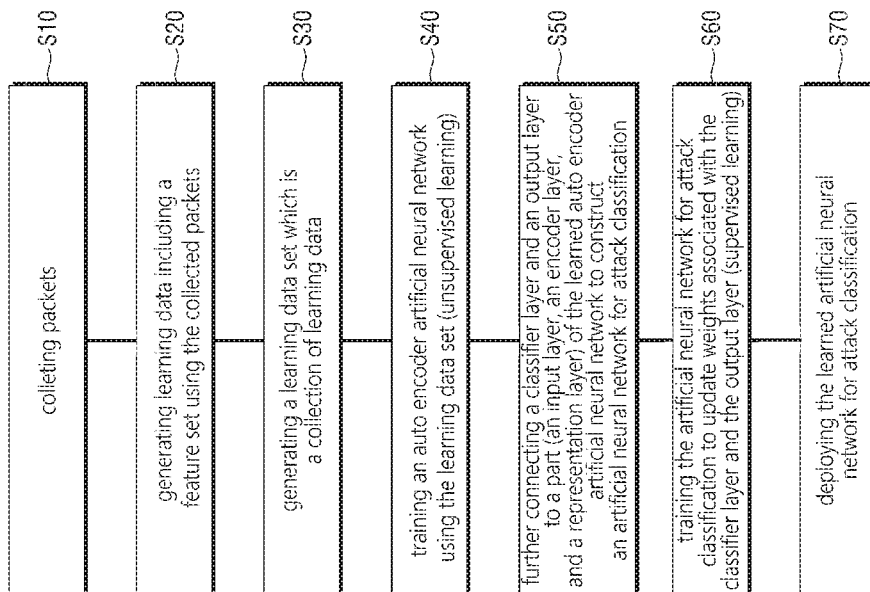 colleting packets
S10
generating learning data including a
feature set using the collected packets
S20
generating a learning data set which is
a collection of learning data
S30
training an auto encoder artificial neural network
using the learning data set (unsupervised learning)
S40
further connecting a classifier layer and an output layer
to a part (an input layer, an encoder layer,
and a representation layer) of the learned auto encoder
artificial neural network to construct
an artificial neural network for attack classification
S50
training the artificial neural network for attack
classification to update weights associated with the
classifier layer and the output layer (supervised learning)
S60
deploying the learned artificial neural
network for attack classification
S70